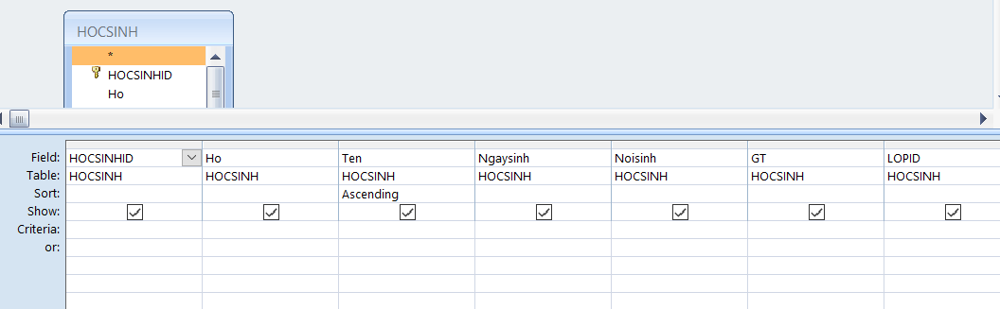 HOCSINH
*
HOCSINHID
Ho
Field: HOCSINHID Ho Ten Ngaysinh Noisinh GT LOPID
Table: HOCSINH HOCSINH HOCSINH HOCSINH HOCSINH HOCSINH HOCSINH
Sort: Ascending
Show:
Criteria:
or: